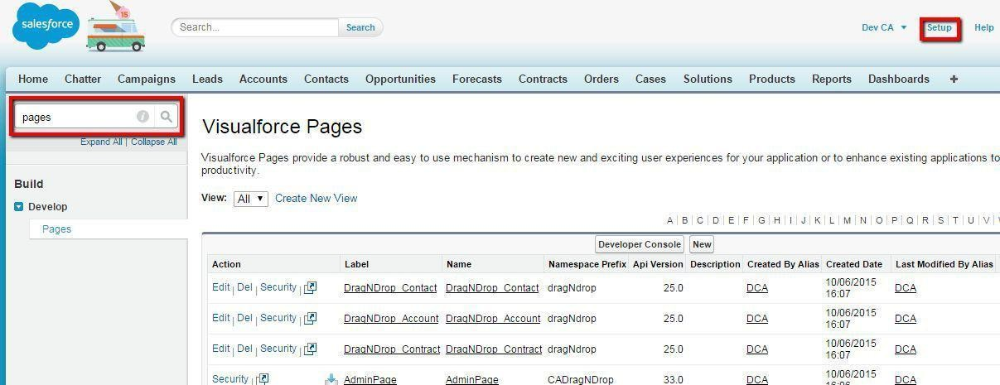 salesforce
15
Search...
Search
Dev CA
Setup
Help
Home Chatter Campaigns Leads Accounts Contacts Opportunities Forecasts Contracts Orders Cases Solutions Products Reports Dashboards +
pages
Expand All | Collapse All
Build
Develop
Pages
Visualforce Pages
Visualforce Pages provide a robust and easy to use mechanism to create new and exciting user experiences for your application or to enhance existing applications to
productivity.
View: All Create New View
A | B | C | D | E | F | G | H | I | J | K | L | M | N | O | P | Q | R | S | T | U | V |
Developer Console New
Action Label Name Namespace Prefix Api Version Description Created By Alias Created Date Last Modified By Alias
Edit | Del | Security | DragNDrop_Contact DragNDrop_Contact dragNdrop 25.0 DCA 10/06/2015 DCA
16:07
Edit | Del | Security | DragNDrop_Account DragNDrop_Account dragNdrop 25.0 DCA 10/06/2015 DCA
16:07
Edit | Del | Security | DragNDrop_Contract DragNDrop_Contract dragNdrop 25.0 DCA 10/06/2015 DCA
16:07
Security | AdminPage AdminPage CADragNDrop 33.0 DCA 10/06/2015 DCA
16:06